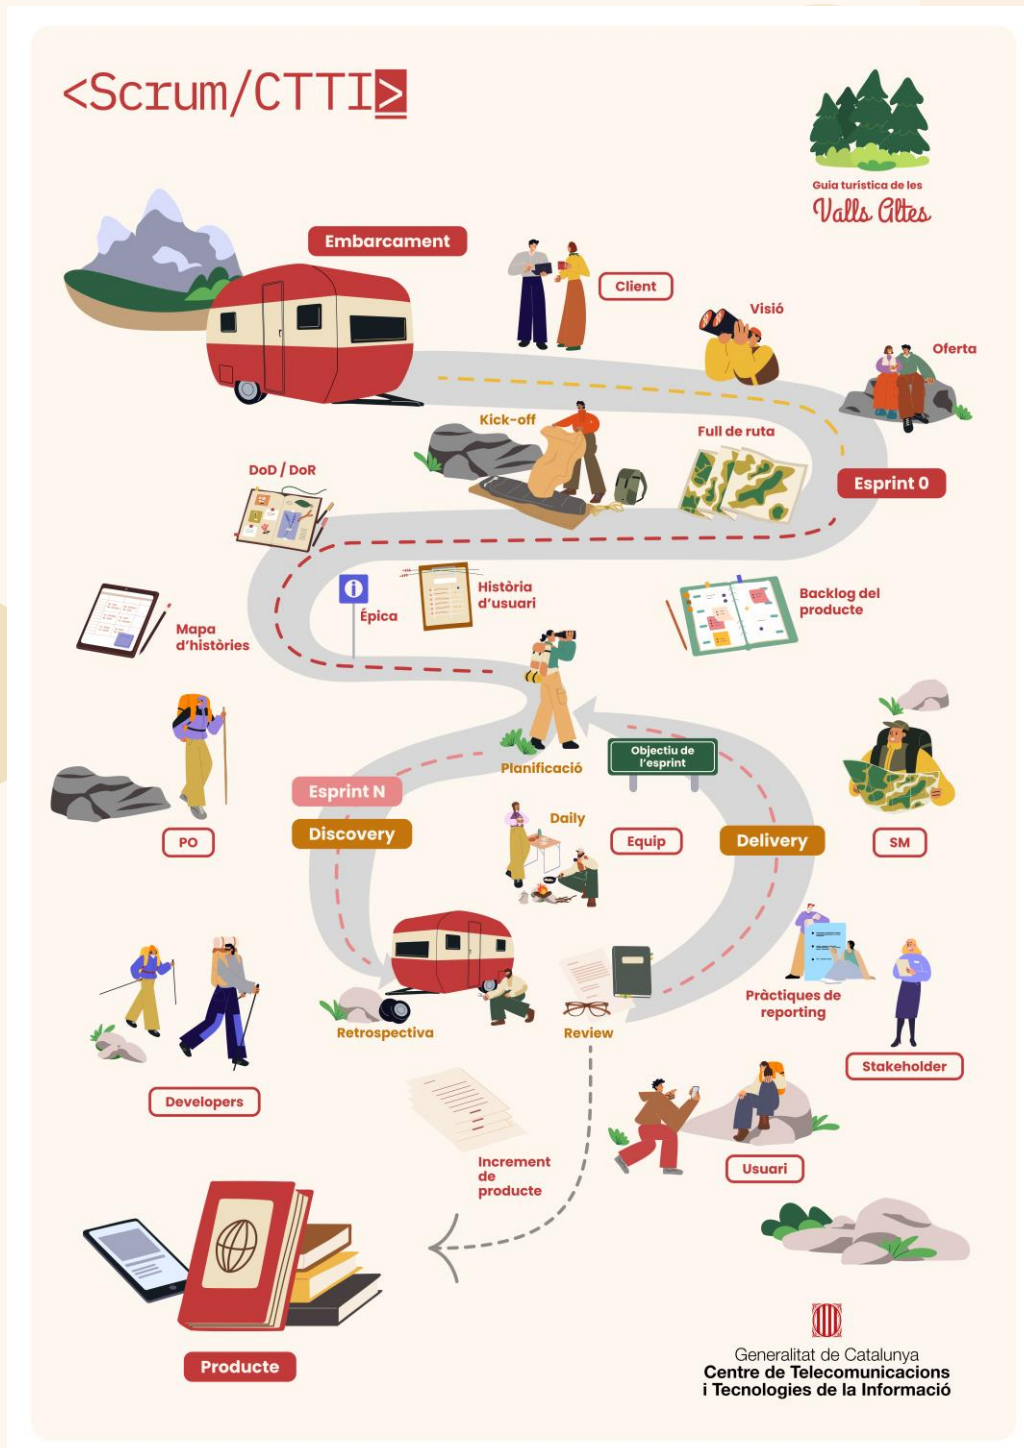 <Scrum/CTTI>
Guia turística de les
Valls Altes
Embarcament
Client
Visió
Oferta
Kick-off
Full de ruta
DoD / DoR
Esprint 0
Mapa
d'històries
Èpica
Història
d'usuari
Backlog del
producte
Planificació
Objectiu de
l'esprint
Esprint N
Discovery
Daily
Equip
Delivery
PO
SM
Retrospectiva
Review
Pràctiques de
reporting
Stakeholder
Developers
Increment
de
producte
Usuari
Producte
Generalitat de Catalunya
Centre de Telecomunicacions
i Tecnologies de la Informació